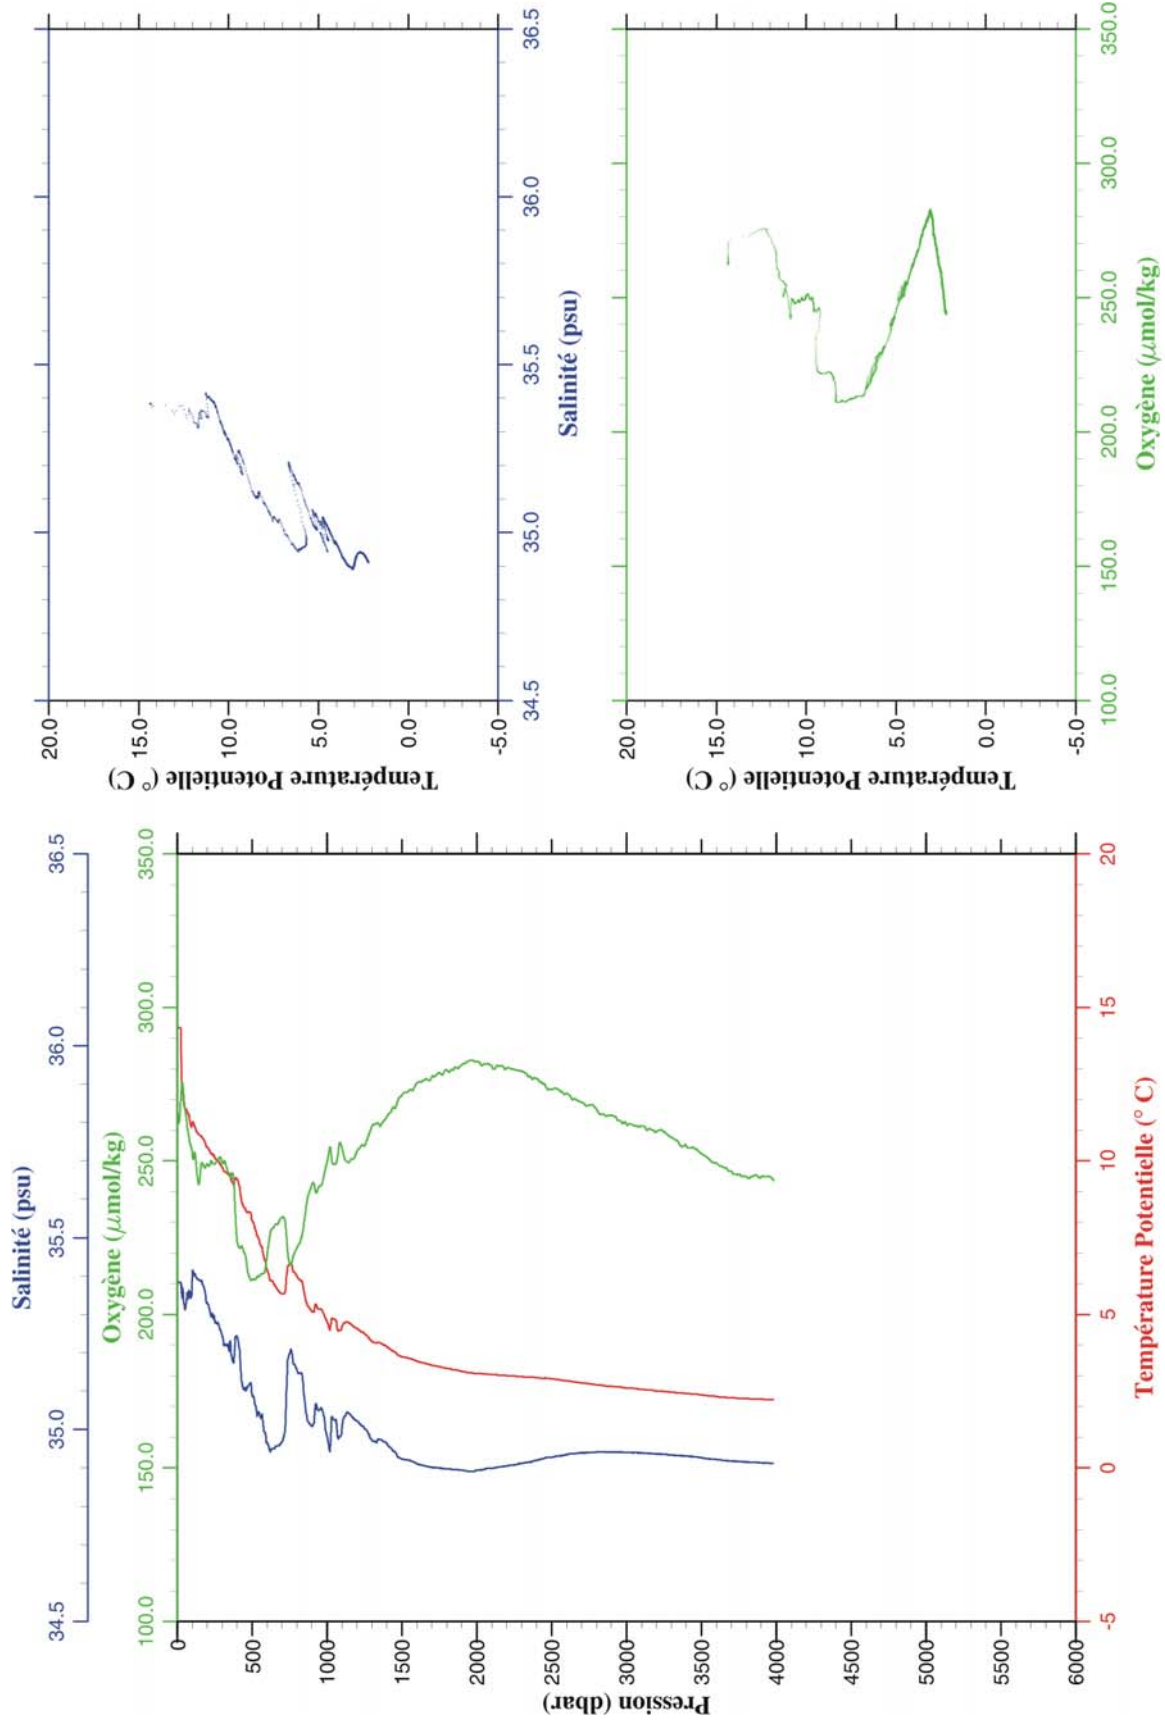 Salinité (psu)
34.5 35.0 35.5 36.0 36.5
Oxygène (µmol/kg)
100.0 150.0 200.0 250.0 300.0 350.0
Pression (dbar)
0
500
1000
1500
2000
2500
3000
3500
4000
4500
5000
5500
6000
-5 0 5 10 15 20
Température Potentielle (° C)
Température Potentielle (° C)
20.0
15.0
10.0
5.0
0.0
-5.0
34.5 35.0 35.5 36.0 36.5
Salinité (psu)
Température Potentielle (° C)
20.0
15.0
10.0
5.0
0.0
-5.0
100.0 150.0 200.0 250.0 300.0 350.0
Oxygène (µmol/kg)